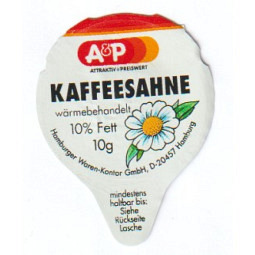 A&P
ATTRAKTIV+PREISWERT
KAFFEESAHNE
wärmebehandelt
10% Fett
10g
Hamburger Waren-Kontor GmbH, D-20457 Hamburg
mindestens
haltbar bis:
Siehe
Rückseite
Lasche